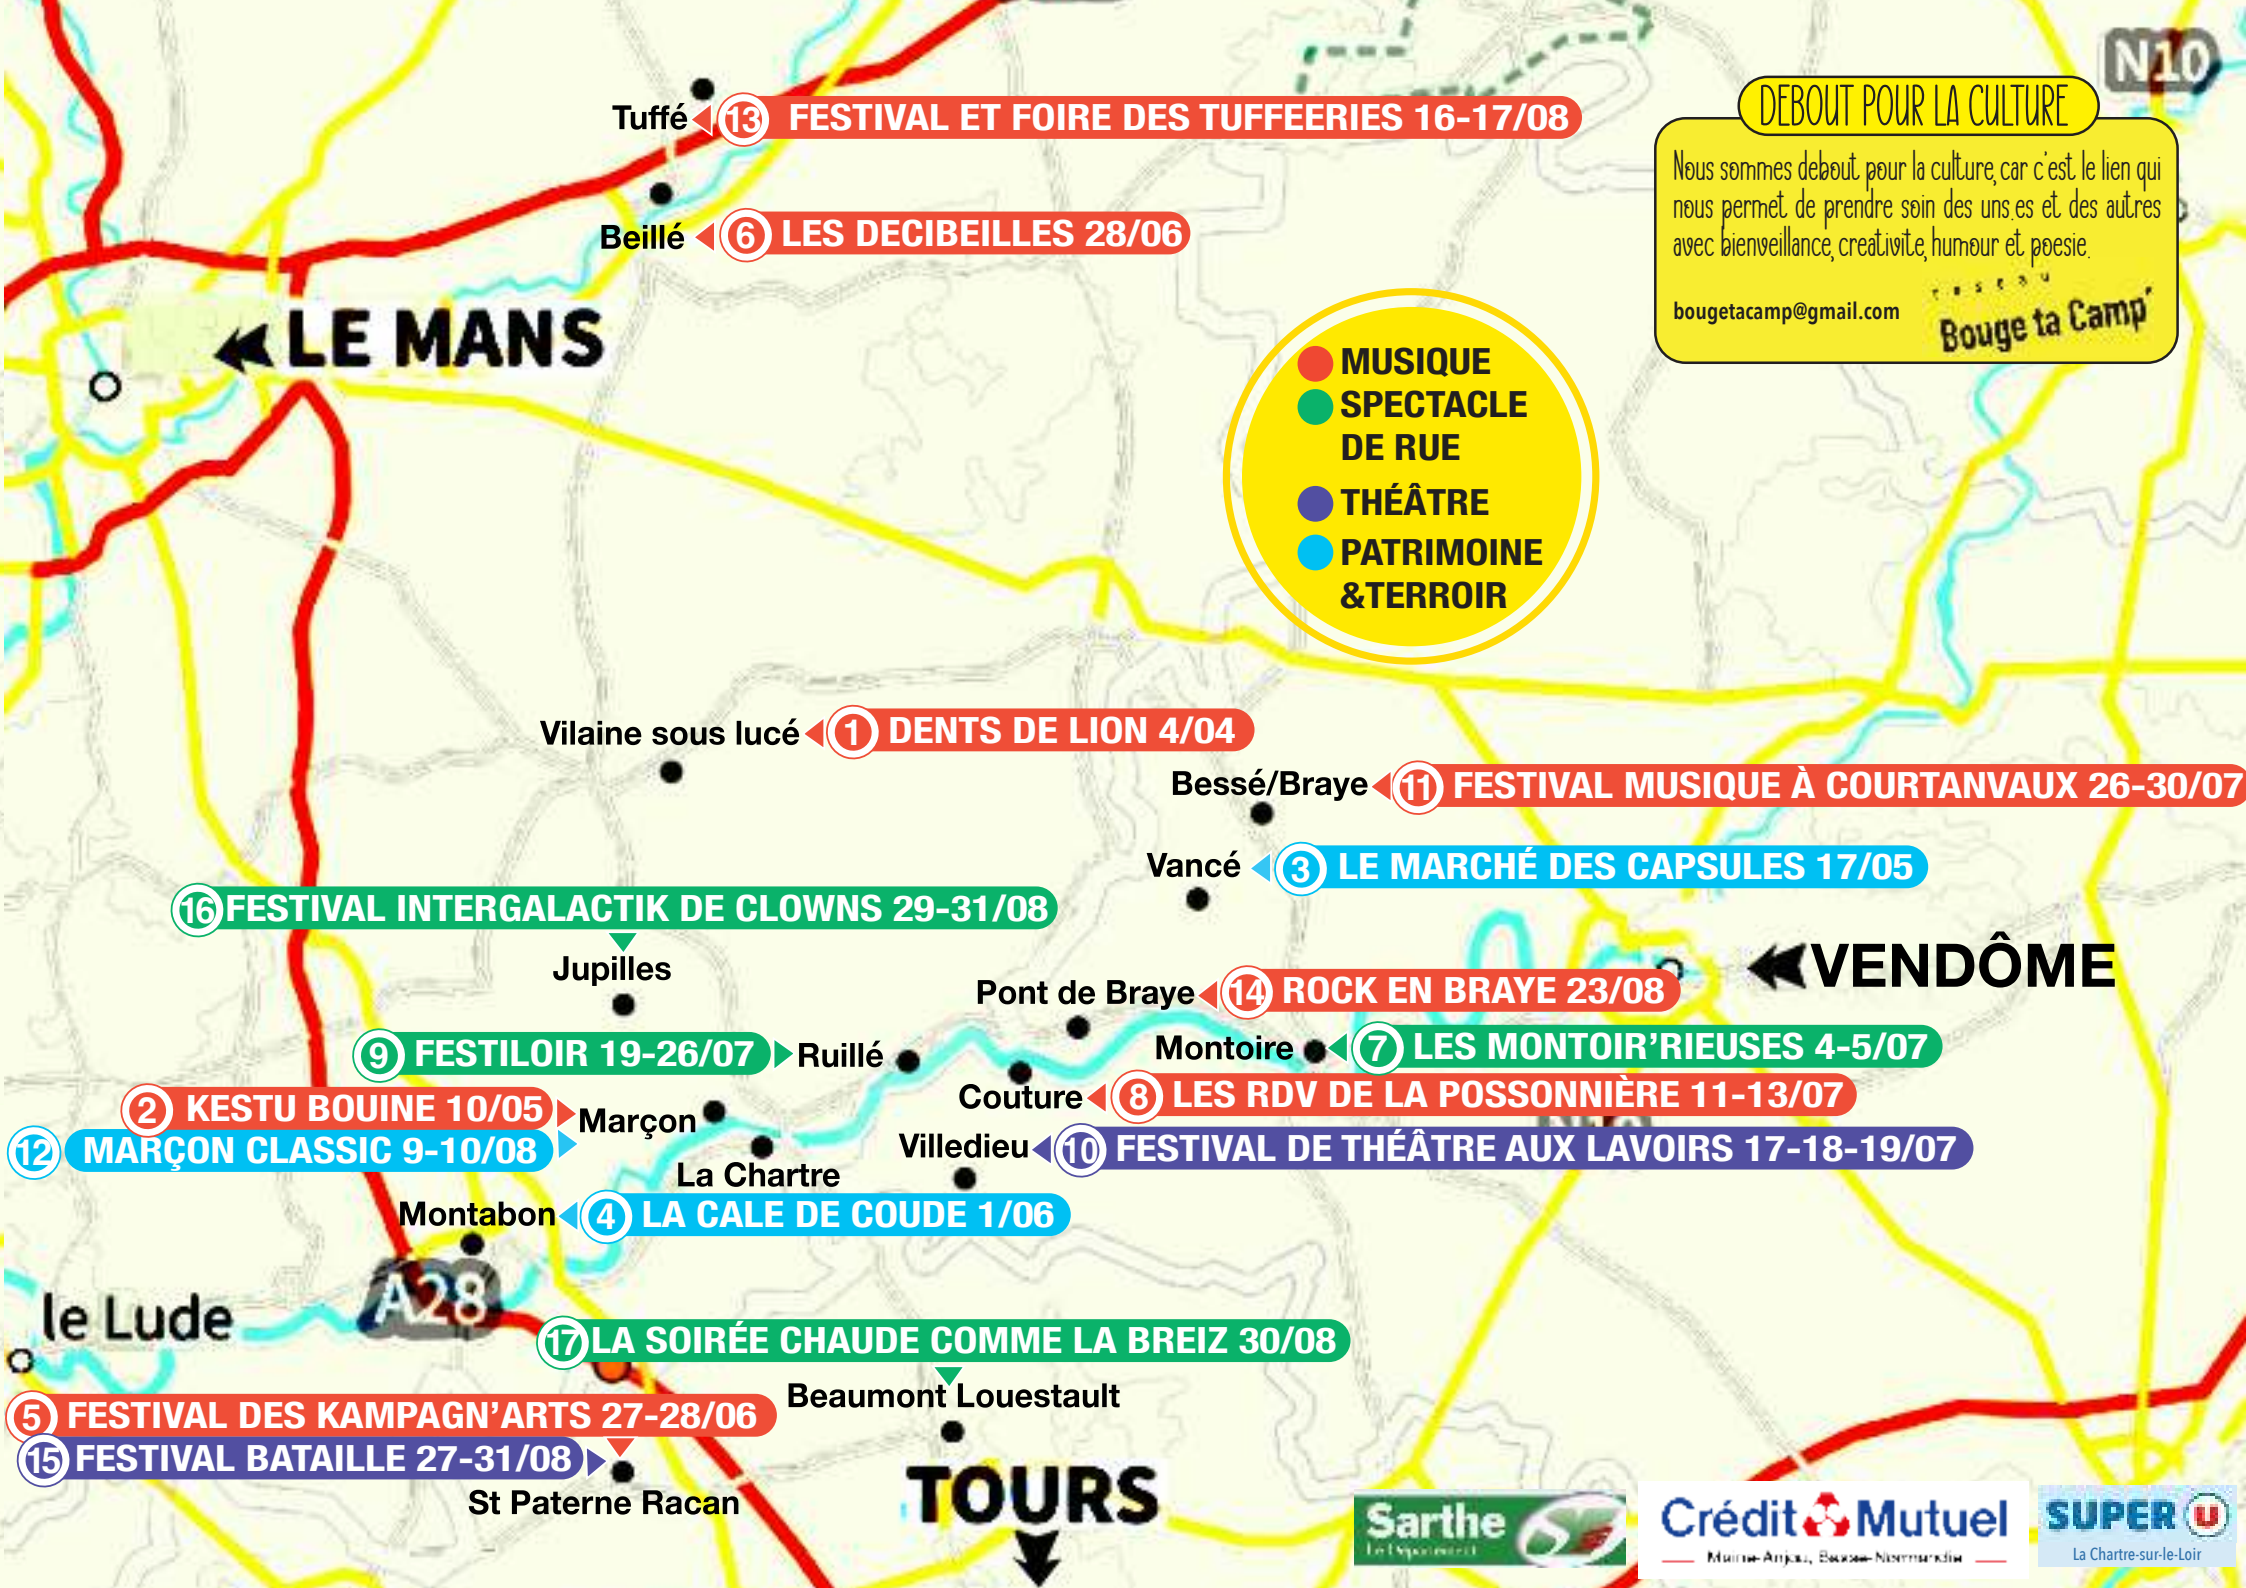 N10
DEBOUT POUR LA CULTURE
Nous sommes debout pour la culture, car c'est le lien qui
nous permet de prendre soin des uns.es et des autres
avec bienveillance, creativite, humour et poesie.
bougetacamp@gmail.com
reseau
Bouge ta Camp'
Tuffé
13 FESTIVAL ET FOIRE DES TUFFEERIES 16-17/08
Beillé
6 LES DECIBEILLES 28/06
LE MANS
MUSIQUE
SPECTACLE
DE RUE
THÉÂTRE
PATRIMOINE
&TERROIR
Vilaine sous lucé
1 DENTS DE LION 4/04
Bessé/Braye
11 FESTIVAL MUSIQUE À COURTANVAUX 26-30/07
Vancé
3 LE MARCHÉ DES CAPSULES 17/05
16 FESTIVAL INTERGALACTIK DE CLOWNS 29-31/08
Jupilles
VENDÔME
Pont de Braye
14 ROCK EN BRAYE 23/08
9 FESTILOIR 19-26/07
Ruillé
Montoire
7 LES MONTOIR'RIEUSES 4-5/07
Couture
8 LES RDV DE LA POSSONNIÈRE 11-13/07
2 KESTU BOUINE 10/05
Marçon
12 MARÇON CLASSIC 9-10/08
La Chartre
Villedieu
10 FESTIVAL DE THÉÂTRE AUX LAVOIRS 17-18-19/07
Montabon
4 LA CALE DE COUDE 1/06
A28
le Lude
17 LA SOIRÉE CHAUDE COMME LA BREIZ 30/08
Beaumont Louestault
5 FESTIVAL DES KAMPAGN'ARTS 27-28/06
15 FESTIVAL BATAILLE 27-31/08
St Paterne Racan
TOURS
Sarthe
Le Département
Crédit Mutuel
Maine-Anjou, Basse-Normandie
SUPER U
La Chartre-sur-le-Loir